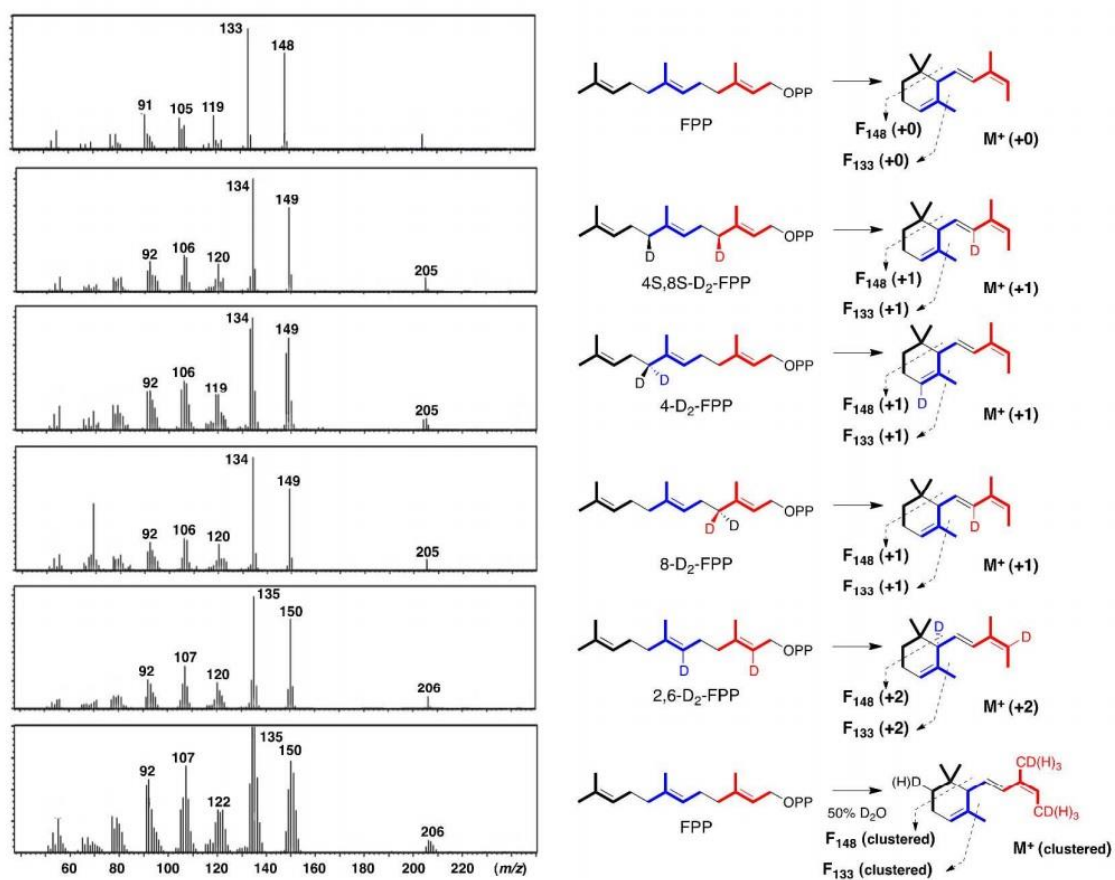 133
148
91
105
119
OPP
FPP
F148 (+0)
F133 (+0)
M+ (+0)
134
149
92
106
120
205
D
D
OPP
4S,8S-D2-FPP
D
F148 (+1)
F133 (+1)
M+ (+1)
134
149
92
106
119
205
D D
OPP
4-D2-FPP
D
F148 (+1)
F133 (+1)
M+ (+1)
134
149
92
106
120
205
D D
OPP
8-D2-FPP
D
F148 (+1)
F133 (+1)
M+ (+1)
135
150
92
107
120
206
D
D
OPP
2,6-D2-FPP
D
D
F148 (+2)
F133 (+2)
M+ (+2)
135
150
92
107
122
206
OPP
FPP
50% D2O
(H)D
CD(H)3
CD(H)3
F148 (clustered)
F133 (clustered)
M+ (clustered)
60 80 100 120 140 160 180 200 220 (m/z)